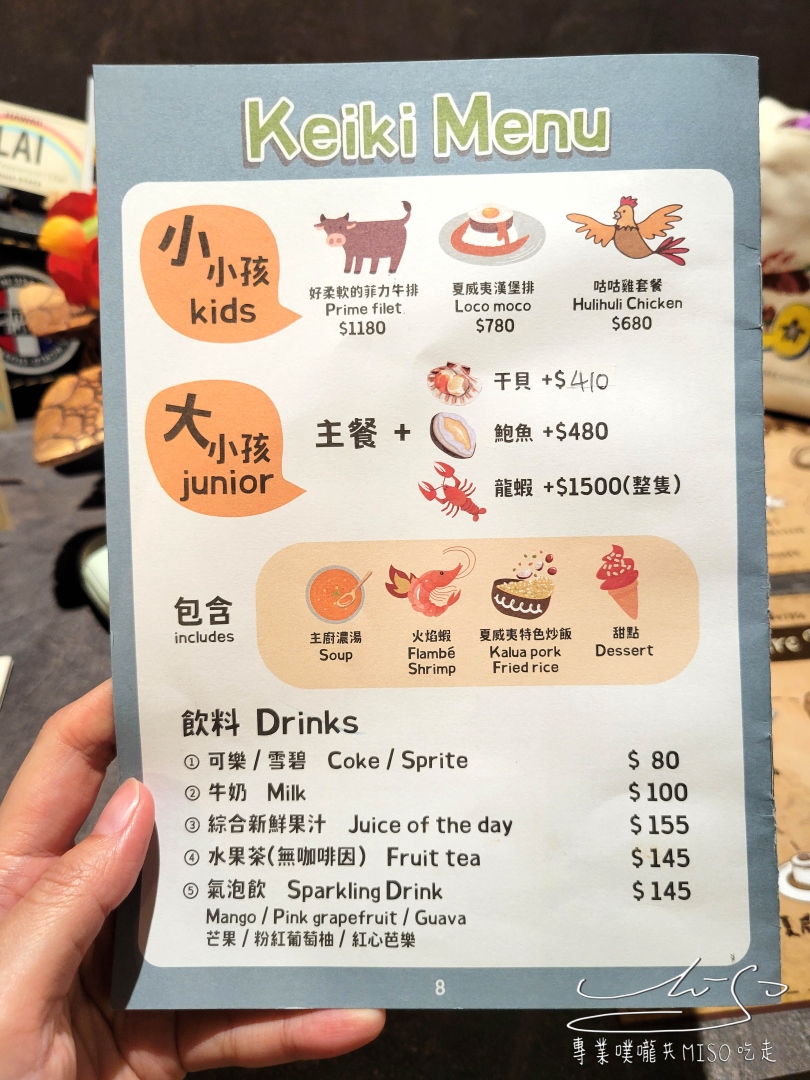 HAWAII
LAI
Keiki Menu
小小孩
kids
好柔軟的菲力牛排
Prime filet
$1180
夏威夷漢堡排
Loco moco
$780
咕咕雞套餐
Hulihuli Chicken
$680
大小孩
junior
主餐 +
干貝 +$410
鮑魚 +$480
龍蝦 +$1500(整隻)
包含
includes
主廚濃湯
Soup
火焰蝦
Flambé
Shrimp
夏威夷特色炒飯
Kalua pork
Fried rice
甜點
Dessert
飲料 Drinks
① 可樂 / 雪碧 Coke / Sprite $ 80
② 牛奶 Milk $ 100
③ 綜合新鮮果汁 Juice of the day $ 155
④ 水果茶(無咖啡因) Fruit tea $ 145
⑤ 氣泡飲 Sparkling Drink $ 145
Mango / Pink grapefruit / Guava
芒果 / 粉紅葡萄柚 / 紅心芭樂
8
專業噗嚨共MISO吃走